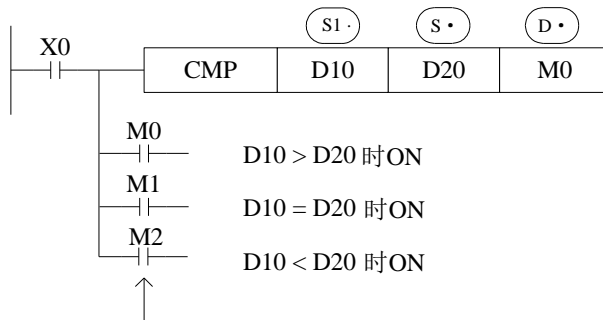 S1· S• D•
X0
CMP D10 D20 M0
M0
D10 > D20 时ON
M1
D10 = D20 时ON
M2
D10 < D20 时ON